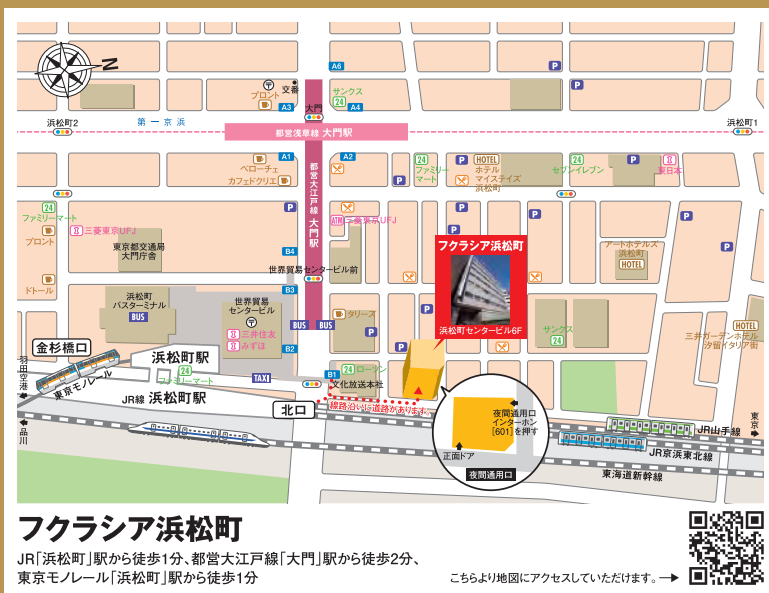 N
A6
P
交番
プロント
A3
大門
サンクス
24
A4
P
浜松町2
第一京浜
都営浅草線 大門駅
浜松町1
A1
ベローチェ
カフェドクリエ
A2
都営大江戸線 大門駅
P
24
ファミリー
マート
P
HOTEL
ホテル
マイステイズ
浜松町
24
セブンイレブン
P
東日本
24
ファミリーマート
プロント
三菱東京UFJ
東京都交通局
大門庁舎
P
ATM
三菱東京UFJ
B4
P
P
P
P
P
アートホテルズ
浜松町
HOTEL
世界貿易センタービル前
フクラシア浜松町
浜松町センタービル6F
ドトール
浜松町
バスターミナル
BUS
B3
世界貿易
センタービル
三井住友
みずほ
BUS
BUS
B2
タリーズ
P
P
P
サンクス
24
HOTEL
三井ガーデンホテル
汐留イタリア街
金杉橋口
浜松町駅
24
ファミリーマート
TAXI
B1
24
ローソン
文化放送本社
羽田空港
東京モノレール
JR線 浜松町駅
北口
線路沿いに道路があります。
品川
夜間通用口
インターホン
[601]を押す
正面ドア
夜間通用口
JR山手線
JR京浜東北線
東海道新幹線
東京
フクラシア浜松町
JR「浜松町」駅から徒歩1分、都営大江戸線「大門」駅から徒歩2分、
東京モノレール「浜松町」駅から徒歩1分
こちらより地図にアクセスしていただけます。→